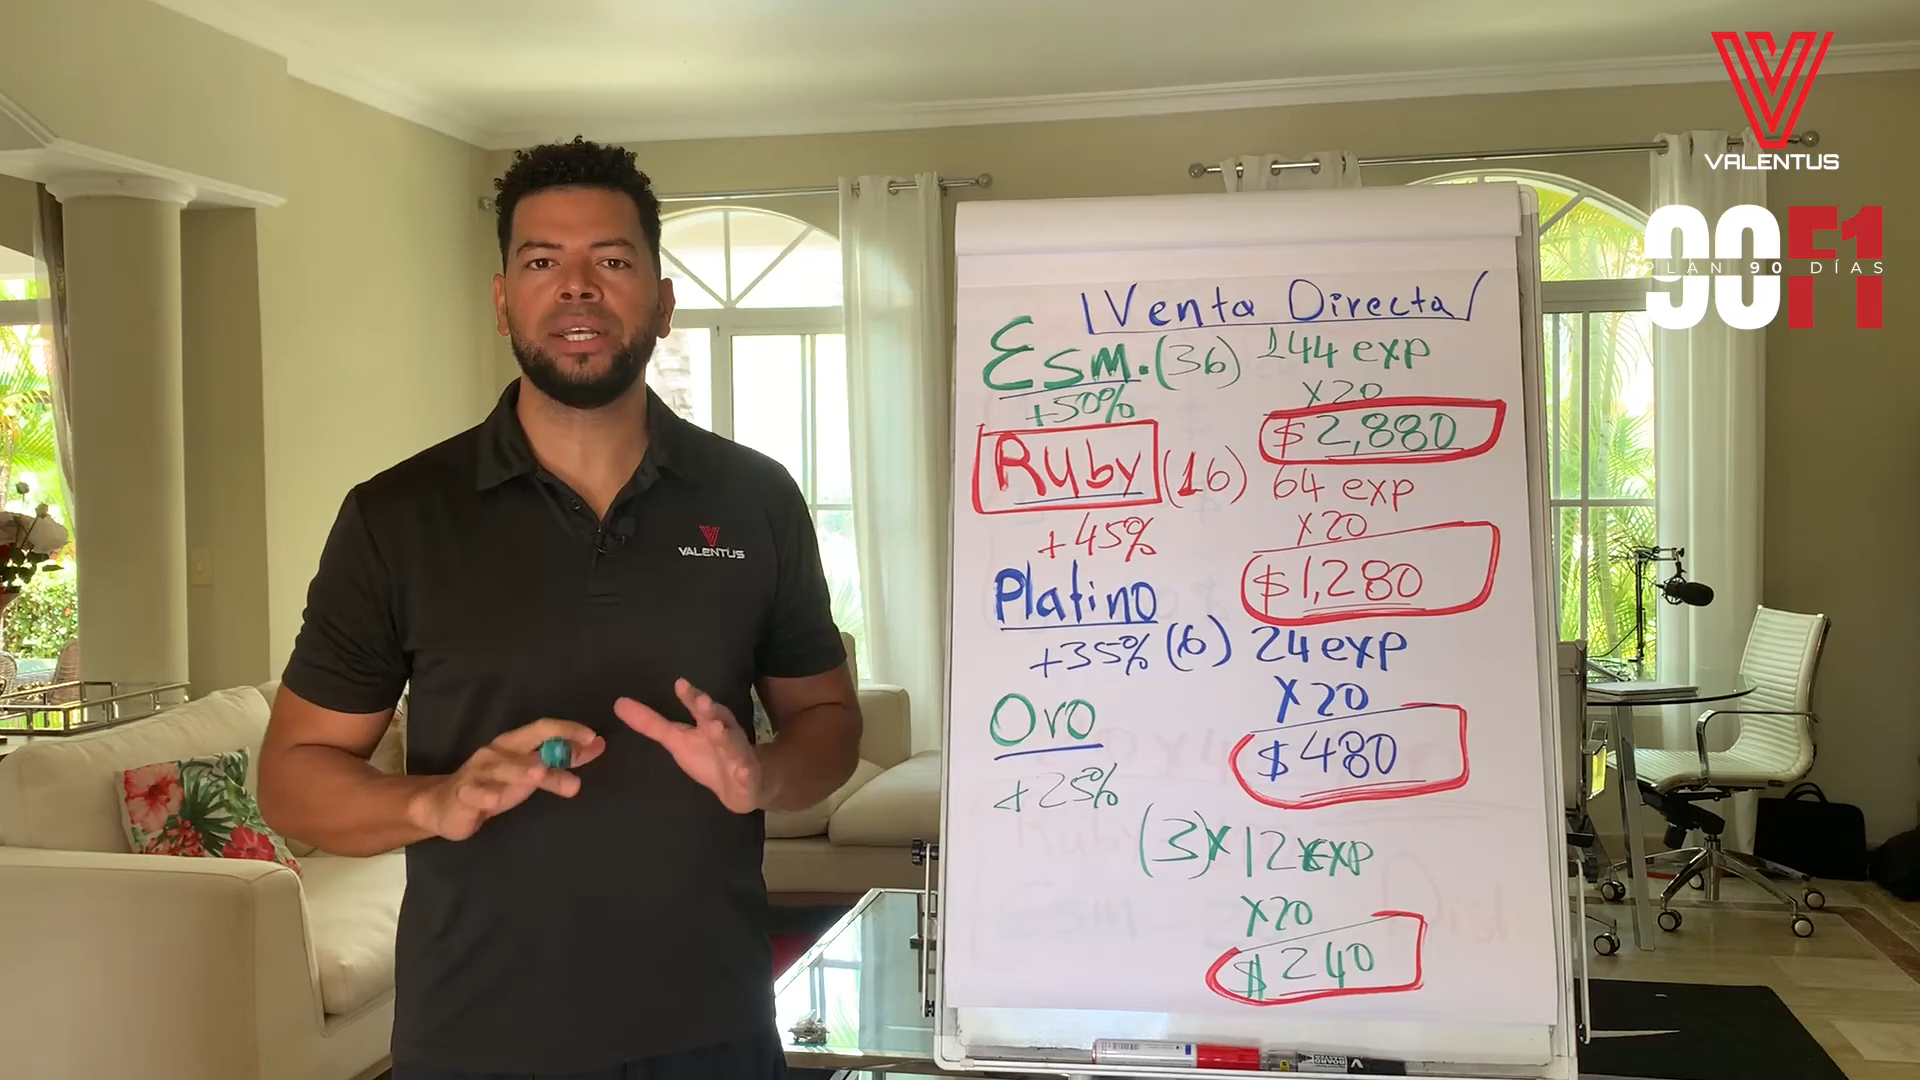 VALENTUS
90F1
PLAN 90 DÍAS
VALENTUS
Venta Directa
Esm. (36) 144 exp
+50% x20
$2,880
Ruby (16) 64 exp
+45% x20
$1,280
Platino
+35% (6) 24 exp
x20
Oro
$480
+25%
(3)x 12 exp
x20
$240